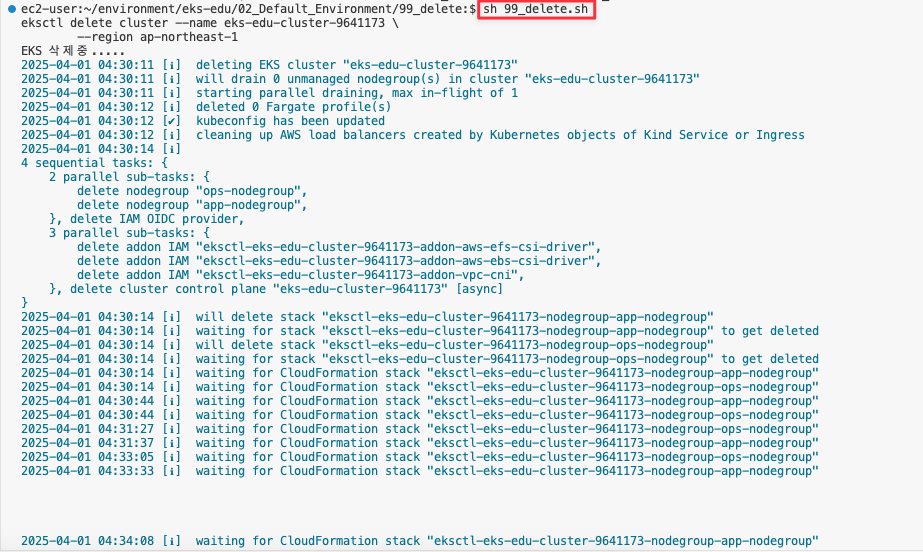 ec2-user:~/environment/eks-edu/02_Default_Environment/99_delete:$ sh 99_delete.sh
eksctl delete cluster --name eks-edu-cluster-9641173 \
        --region ap-northeast-1
EKS 삭제중.....
2025-04-01 04:30:11 [ℹ]  deleting EKS cluster "eks-edu-cluster-9641173"
2025-04-01 04:30:11 [ℹ]  will drain 0 unmanaged nodegroup(s) in cluster "eks-edu-cluster-9641173"
2025-04-01 04:30:11 [ℹ]  starting parallel draining, max in-flight of 1
2025-04-01 04:30:12 [ℹ]  deleted 0 Fargate profile(s)
2025-04-01 04:30:12 [✔]  kubeconfig has been updated
2025-04-01 04:30:12 [ℹ]  cleaning up AWS load balancers created by Kubernetes objects of Kind Service or Ingress
2025-04-01 04:30:14 [ℹ]
4 sequential tasks: {
    2 parallel sub-tasks: {
        delete nodegroup "ops-nodegroup",
        delete nodegroup "app-nodegroup",
    }, delete IAM OIDC provider,
    3 parallel sub-tasks: {
        delete addon IAM "eksctl-eks-edu-cluster-9641173-addon-aws-efs-csi-driver",
        delete addon IAM "eksctl-eks-edu-cluster-9641173-addon-aws-ebs-csi-driver",
        delete addon IAM "eksctl-eks-edu-cluster-9641173-addon-vpc-cni",
    }, delete cluster control plane "eks-edu-cluster-9641173" [async]
}
2025-04-01 04:30:14 [ℹ]  will delete stack "eksctl-eks-edu-cluster-9641173-nodegroup-app-nodegroup"
2025-04-01 04:30:14 [ℹ]  waiting for stack "eksctl-eks-edu-cluster-9641173-nodegroup-app-nodegroup" to get deleted
2025-04-01 04:30:14 [ℹ]  will delete stack "eksctl-eks-edu-cluster-9641173-nodegroup-ops-nodegroup"
2025-04-01 04:30:14 [ℹ]  waiting for stack "eksctl-eks-edu-cluster-9641173-nodegroup-ops-nodegroup" to get deleted
2025-04-01 04:30:14 [ℹ]  waiting for CloudFormation stack "eksctl-eks-edu-cluster-9641173-nodegroup-app-nodegroup"
2025-04-01 04:30:14 [ℹ]  waiting for CloudFormation stack "eksctl-eks-edu-cluster-9641173-nodegroup-ops-nodegroup"
2025-04-01 04:30:44 [ℹ]  waiting for CloudFormation stack "eksctl-eks-edu-cluster-9641173-nodegroup-app-nodegroup"
2025-04-01 04:30:44 [ℹ]  waiting for CloudFormation stack "eksctl-eks-edu-cluster-9641173-nodegroup-ops-nodegroup"
2025-04-01 04:31:27 [ℹ]  waiting for CloudFormation stack "eksctl-eks-edu-cluster-9641173-nodegroup-ops-nodegroup"
2025-04-01 04:31:37 [ℹ]  waiting for CloudFormation stack "eksctl-eks-edu-cluster-9641173-nodegroup-app-nodegroup"
2025-04-01 04:33:05 [ℹ]  waiting for CloudFormation stack "eksctl-eks-edu-cluster-9641173-nodegroup-ops-nodegroup"
2025-04-01 04:33:33 [ℹ]  waiting for CloudFormation stack "eksctl-eks-edu-cluster-9641173-nodegroup-app-nodegroup"
2025-04-01 04:34:08 [ℹ]  waiting for CloudFormation stack "eksctl-eks-edu-cluster-9641173-nodegroup-app-nodegroup"